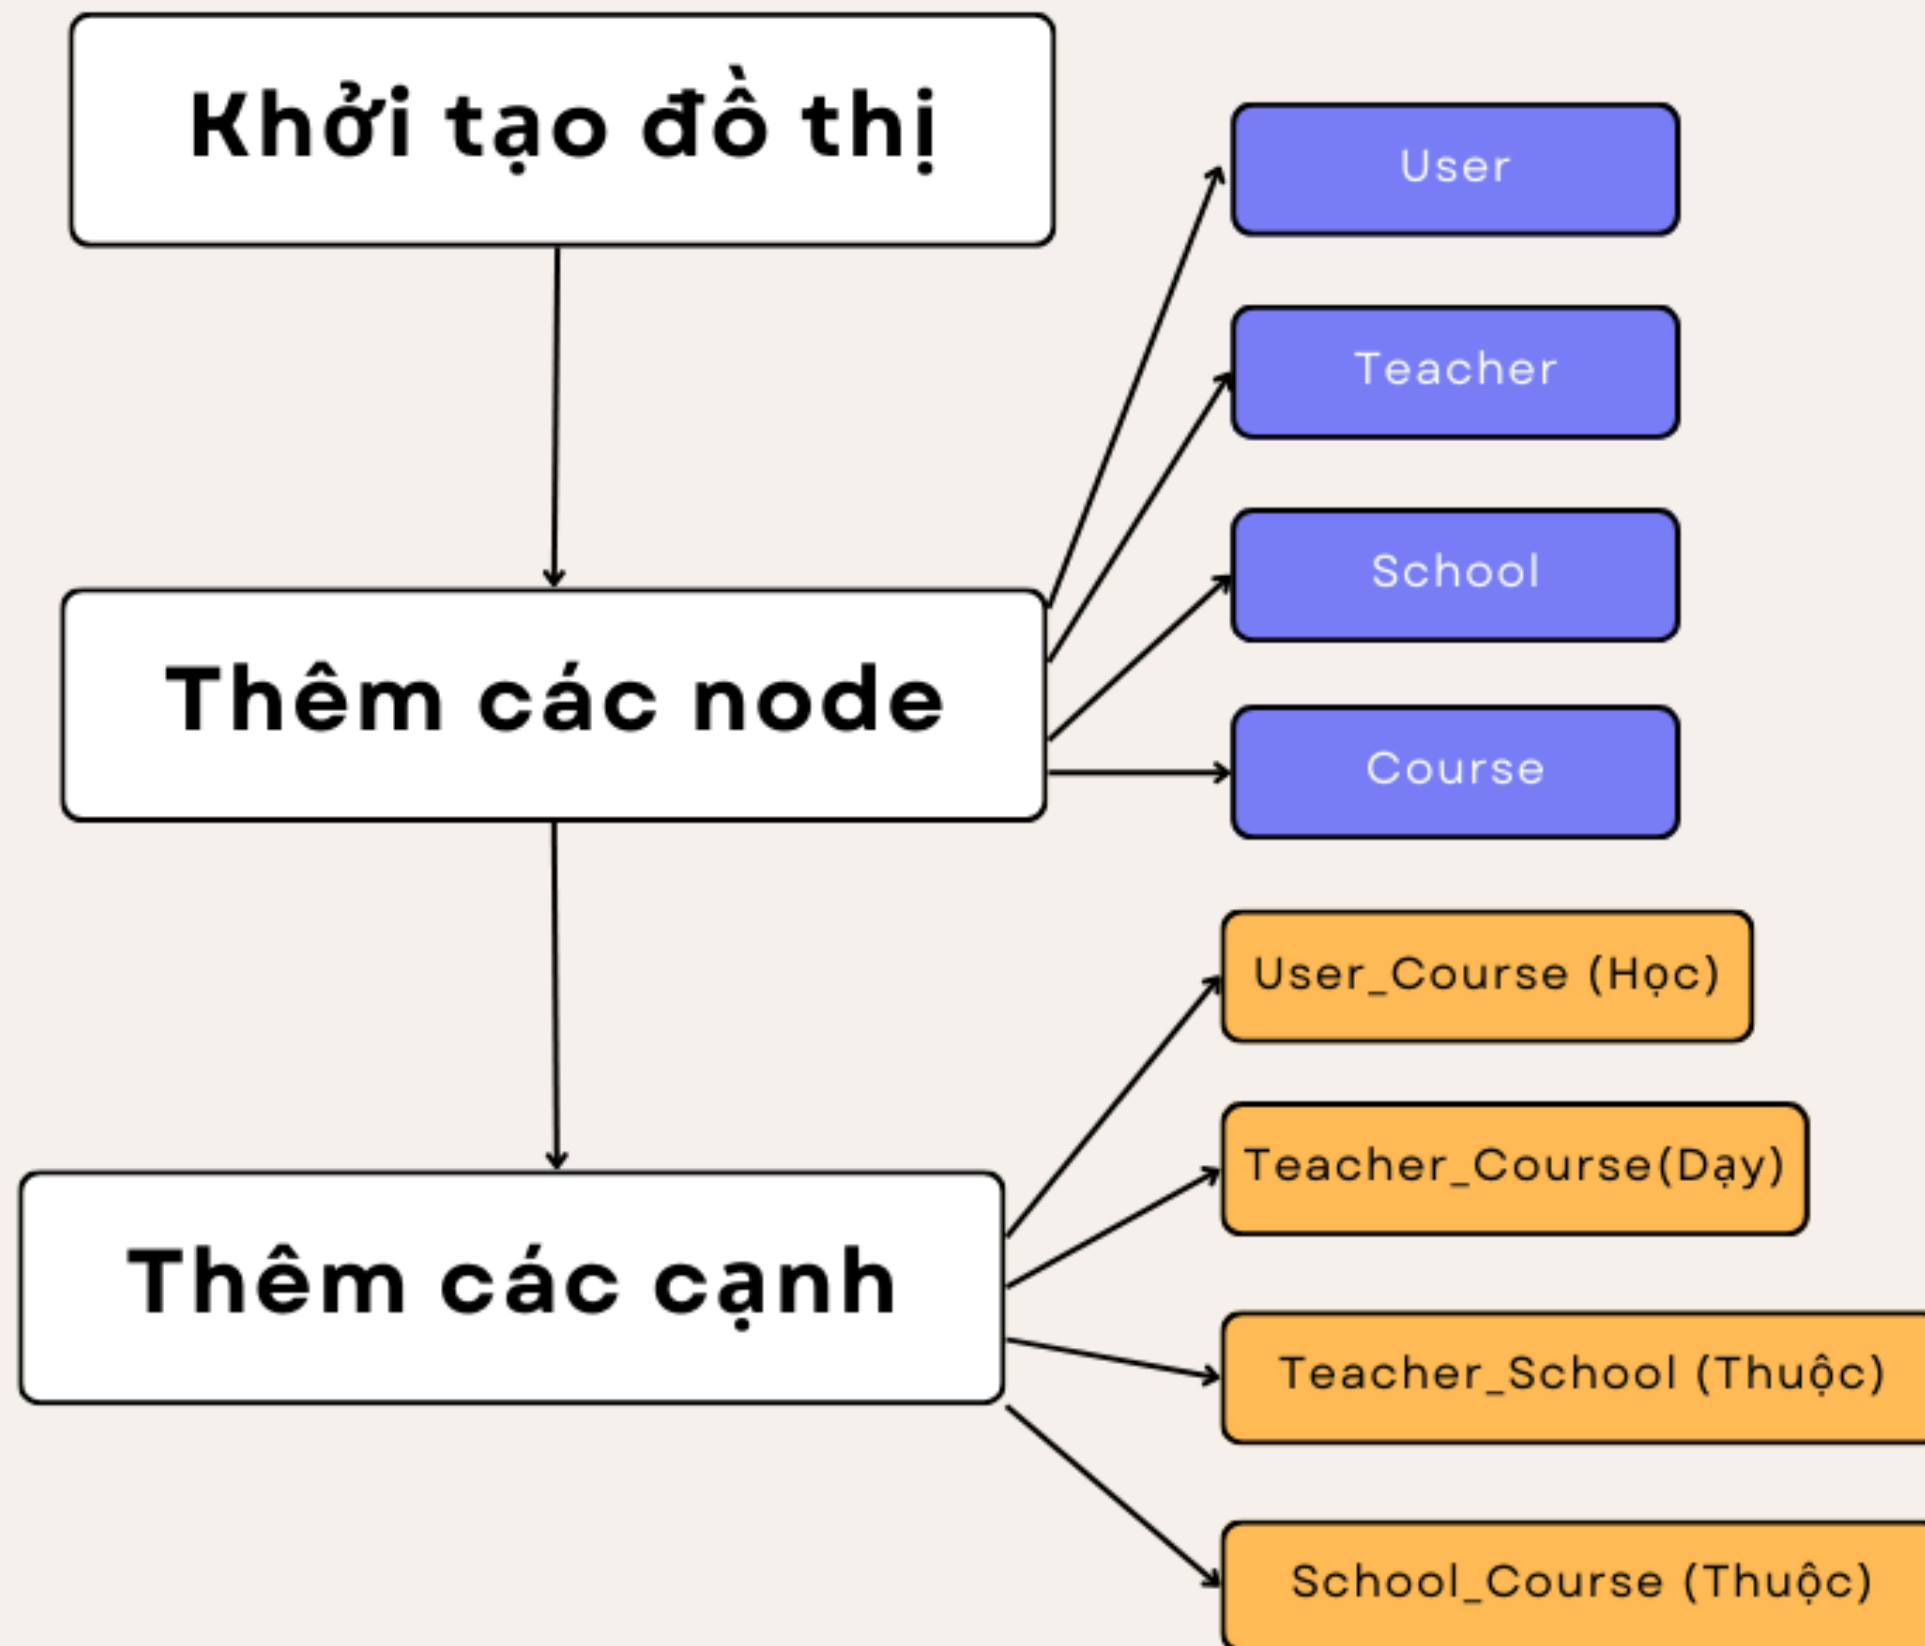 Khởi tạo đồ thị
User
Teacher
School
Thêm các node
Course
User_Course (Học)
Teacher_Course(Dạy)
Thêm các cạnh
Teacher_School (Thuộc)
School_Course (Thuộc)